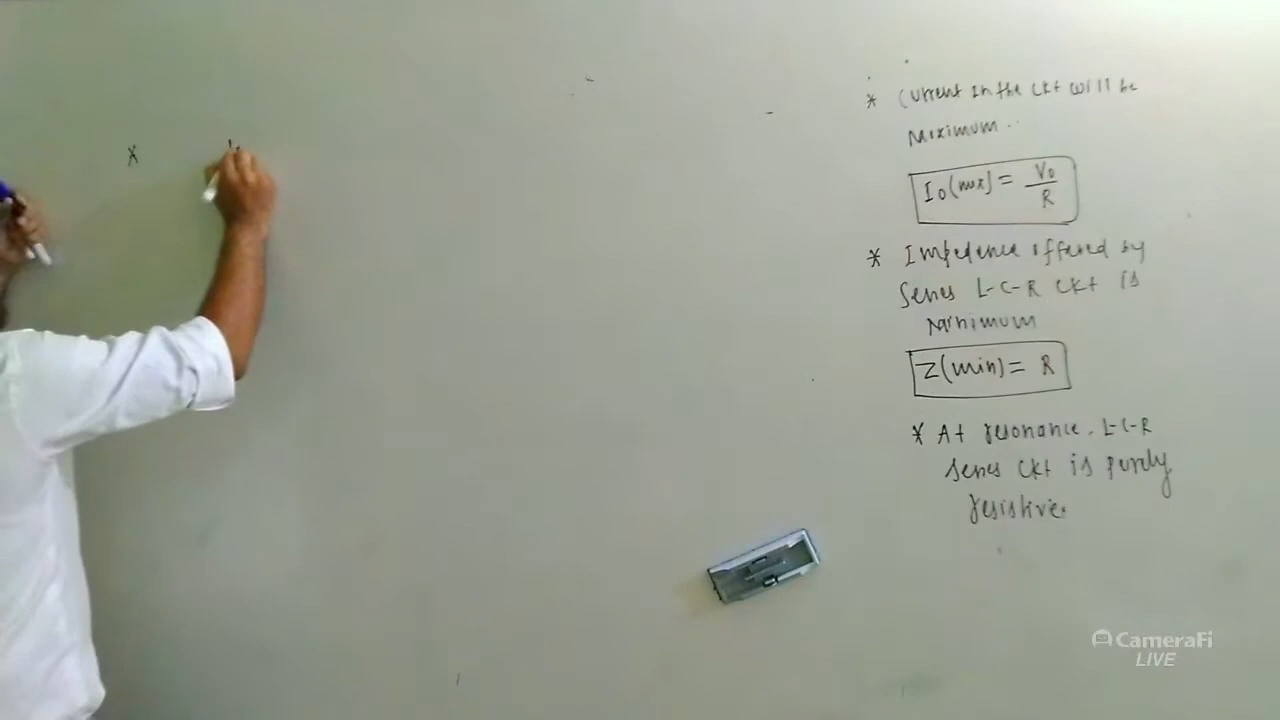 *
* Current In the CKt Will be
Maximum..
I₀(max) = V₀/R
* Impedence offered by
Series L-C-R CKt is
Minimum
Z(min) = R
* At resonance. L-C-R
series CKt is purely
resistive.
CameraFi
LIVE